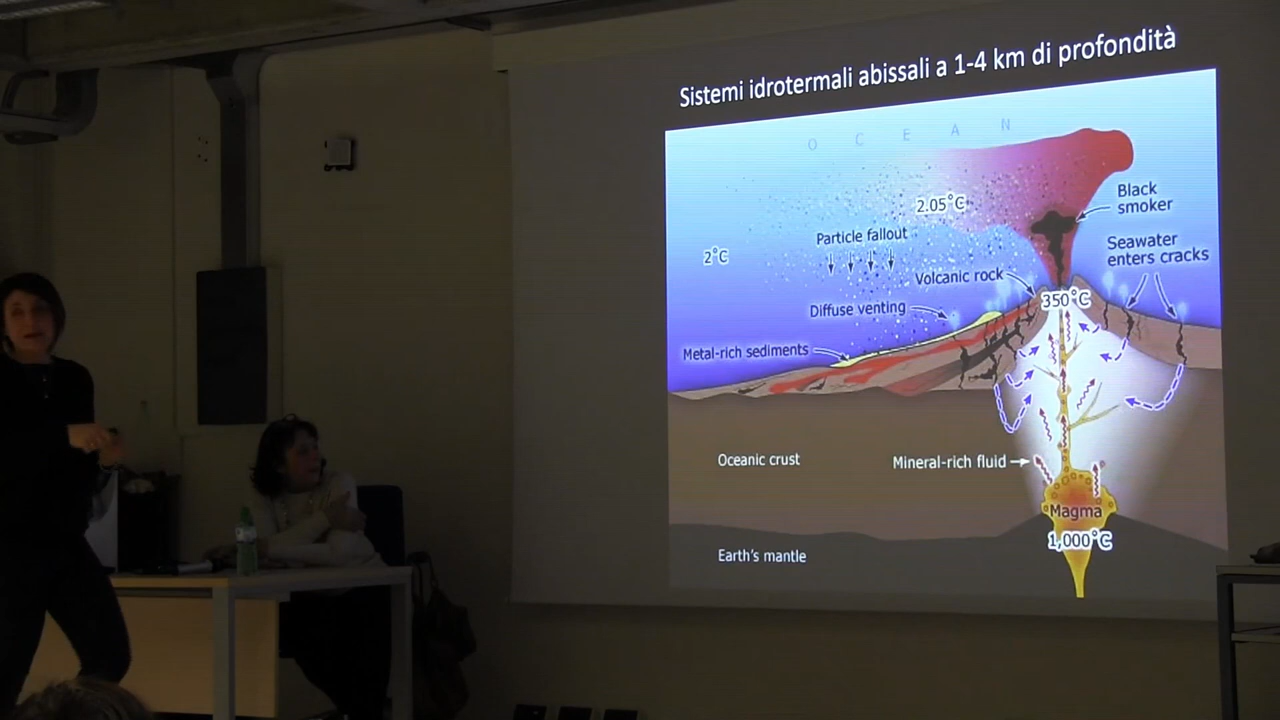 Sistemi idrotermali abissali a 1-4 km di profondità
O C E A N
Black
smoker
2.05°C
Particle fallout
Seawater
enters cracks
2°C
Volcanic rock
350°C
Diffuse venting
Metal-rich sediments
Oceanic crust
Mineral-rich fluid
Magma
1,000°C
Earth's mantle